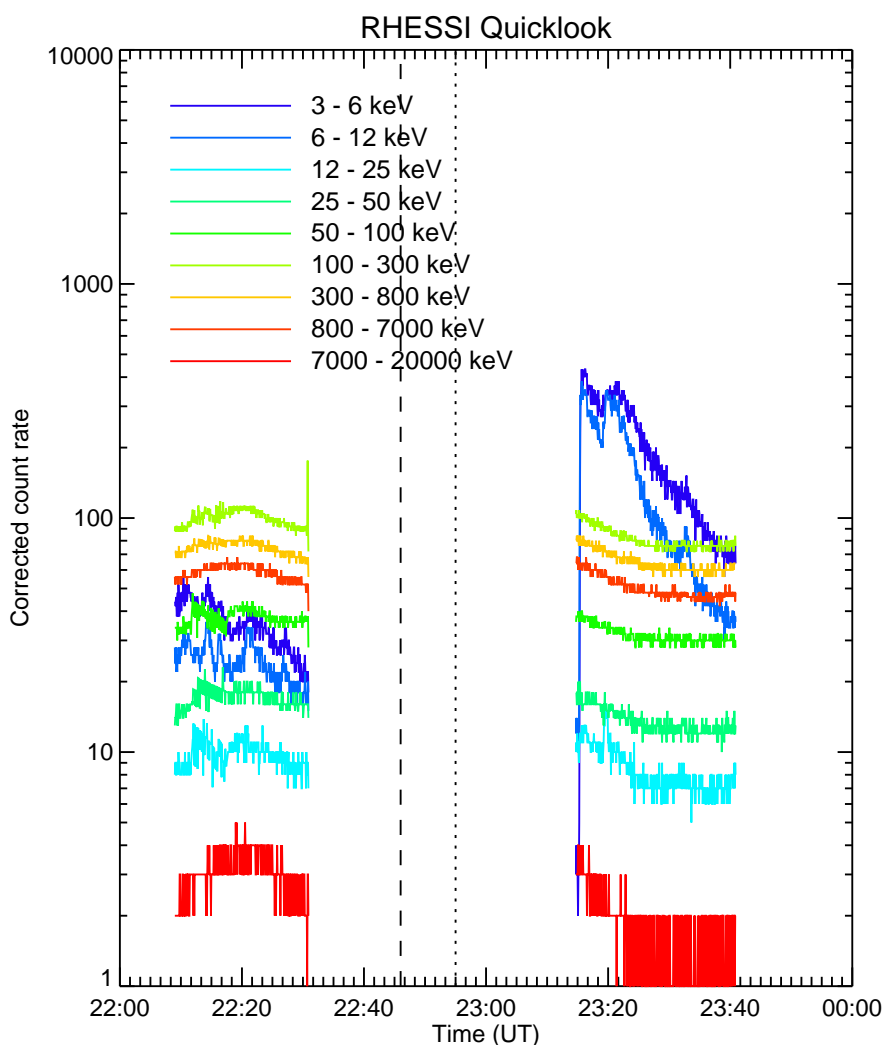 RHESSI Quicklook
10000
1000
100
10
1
Corrected count rate
3 - 6 keV
6 - 12 keV
12 - 25 keV
25 - 50 keV
50 - 100 keV
100 - 300 keV
300 - 800 keV
800 - 7000 keV
7000 - 20000 keV
22:00 22:20 22:40 23:00 23:20 23:40 00:00
Time (UT)